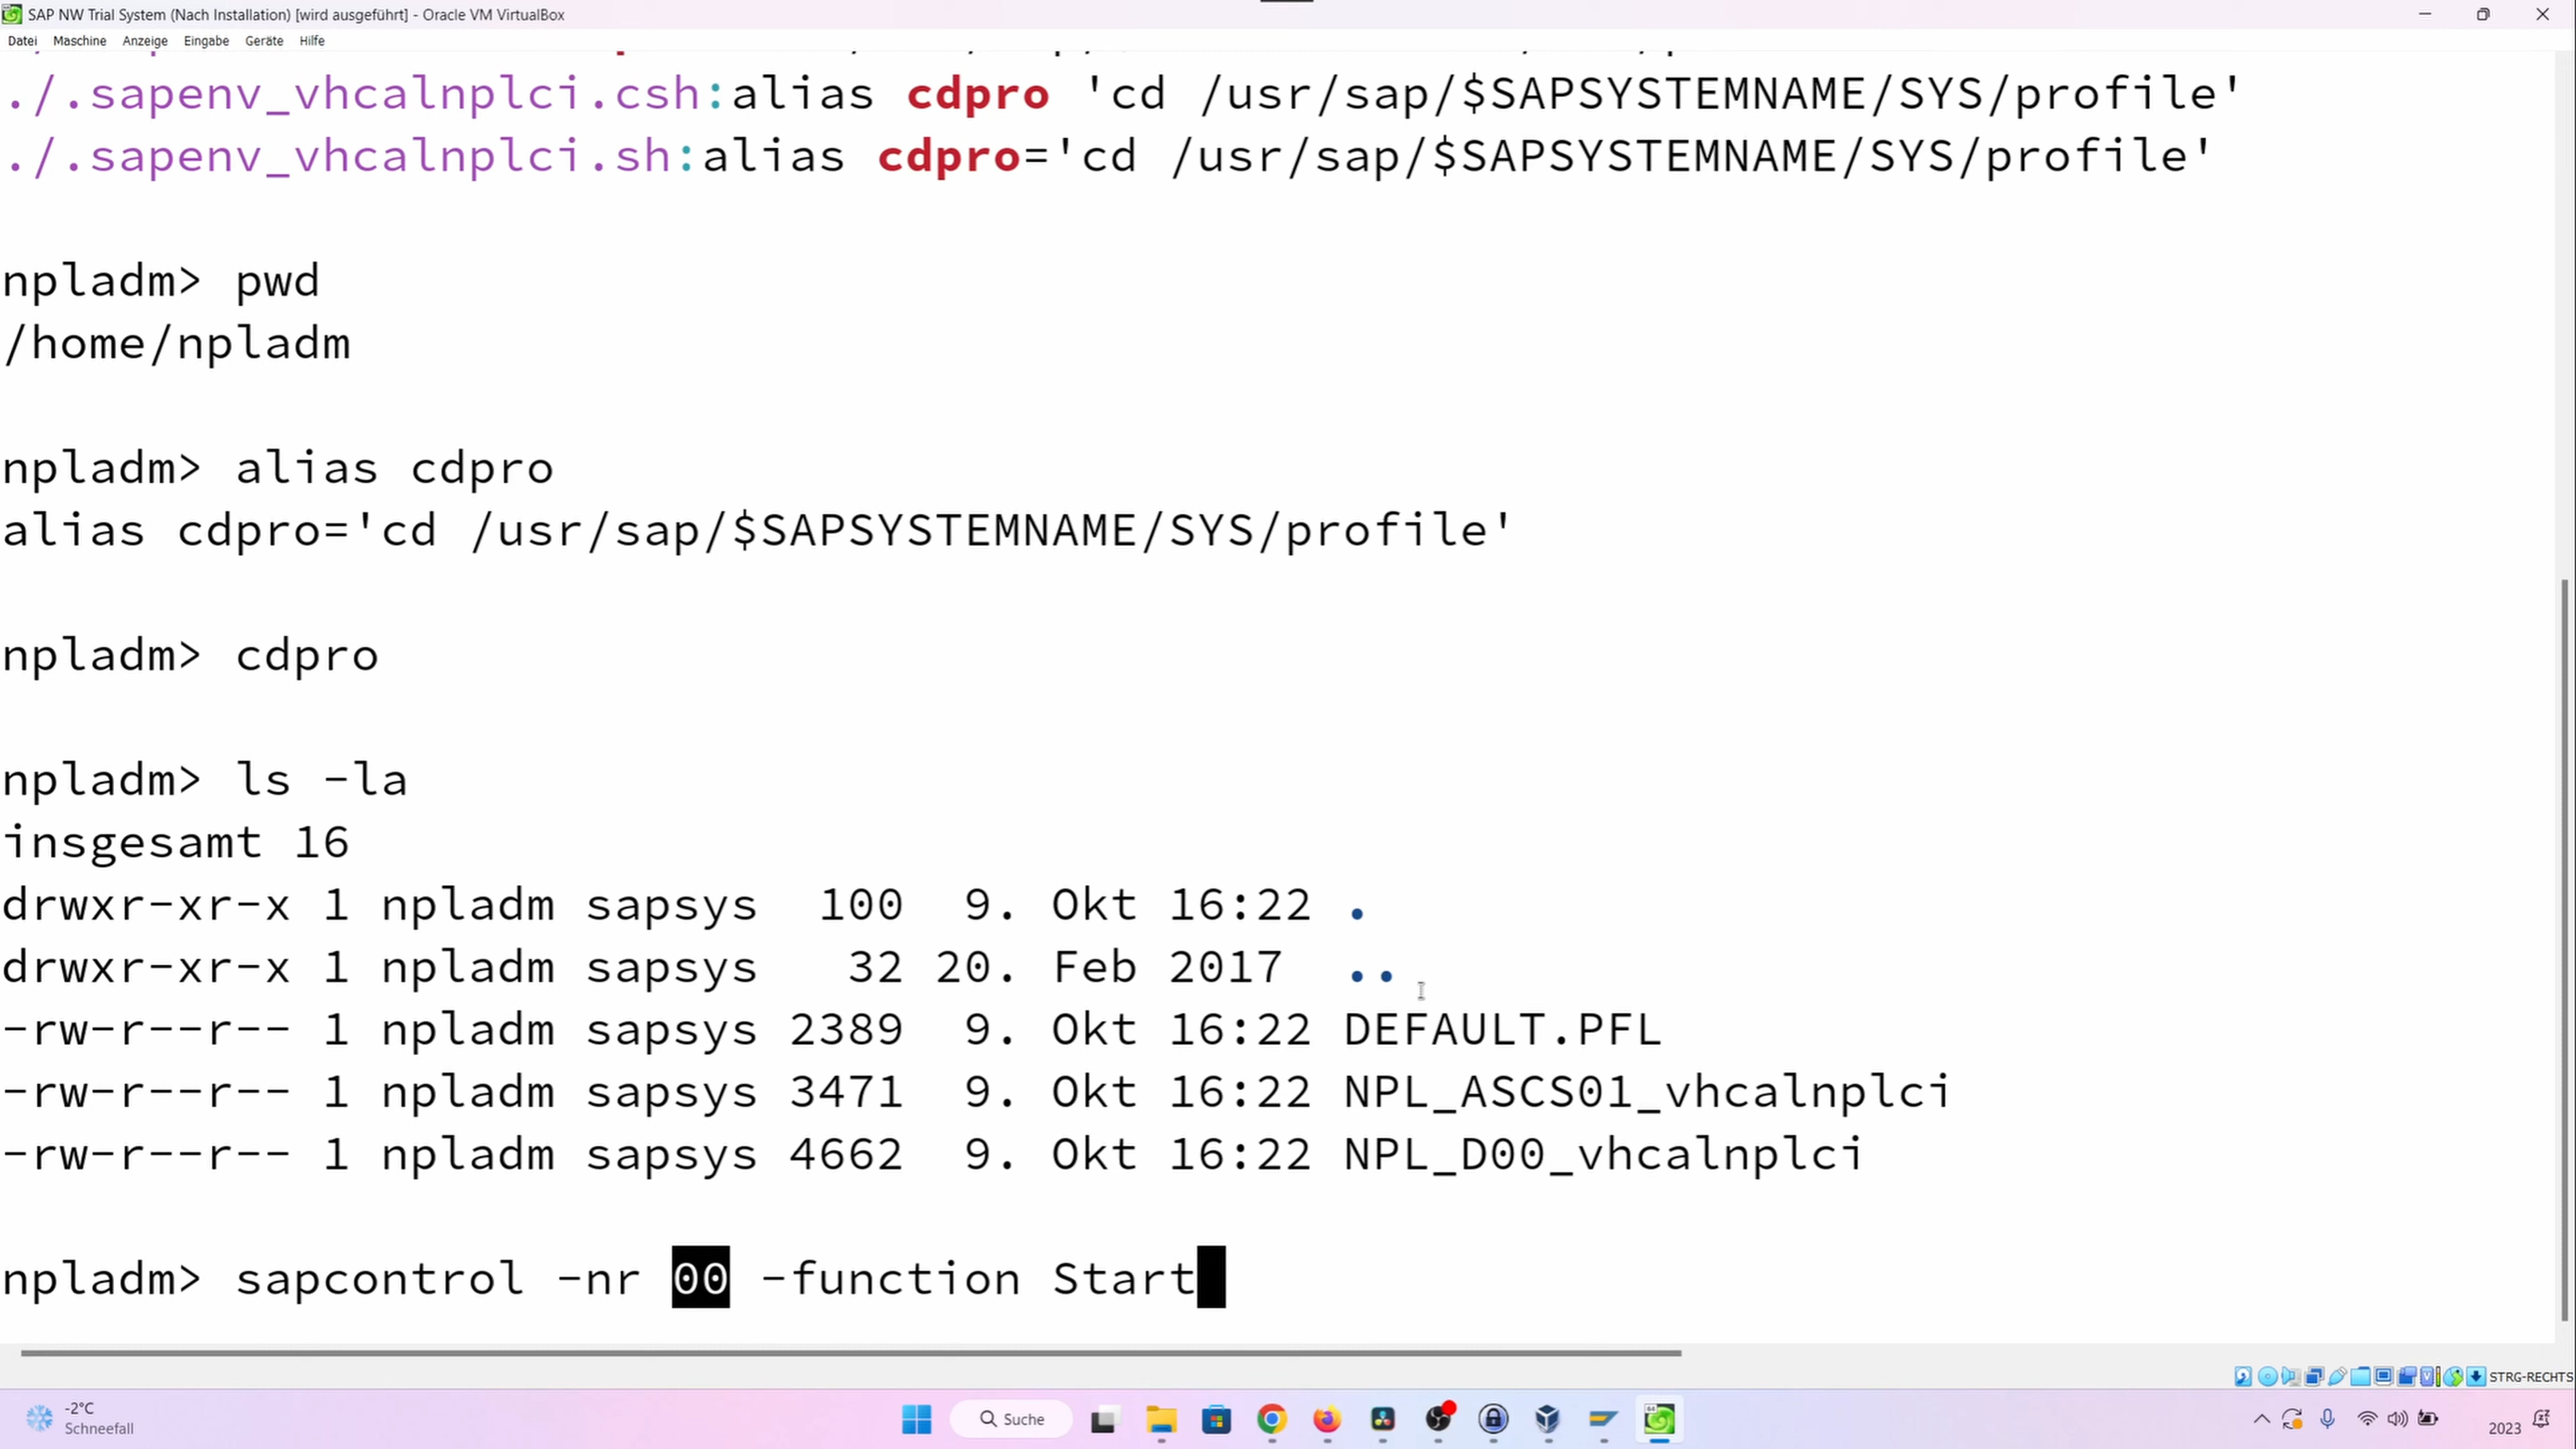 SAP NW Trial System (Nach Installation) [wird ausgeführt] - Oracle VM VirtualBox
Datei Maschine Anzeige Eingabe Geräte Hilfe
./.sapenv_vhcalnplci.csh:alias cdpro 'cd /usr/sap/$SAPSYSTEMNAME/SYS/profile'
./.sapenv_vhcalnplci.sh:alias cdpro='cd /usr/sap/$SAPSYSTEMNAME/SYS/profile'
npladm> pwd
/home/npladm
npladm> alias cdpro
alias cdpro='cd /usr/sap/$SAPSYSTEMNAME/SYS/profile'
npladm> cdpro
npladm> ls -la
insgesamt 16
drwxr-xr-x 1 npladm sapsys 100 9. Okt 16:22 .
drwxr-xr-x 1 npladm sapsys 32 20. Feb 2017 ..
-rw-r--r-- 1 npladm sapsys 2389 9. Okt 16:22 DEFAULT.PFL
-rw-r--r-- 1 npladm sapsys 3471 9. Okt 16:22 NPL_ASCS01_vhcalnplci
-rw-r--r-- 1 npladm sapsys 4662 9. Okt 16:22 NPL_D00_vhcalnplci
npladm> sapcontrol -nr 00 -function Start
STRG-RECHTS
-2°C
Schneefall
Suche
2023